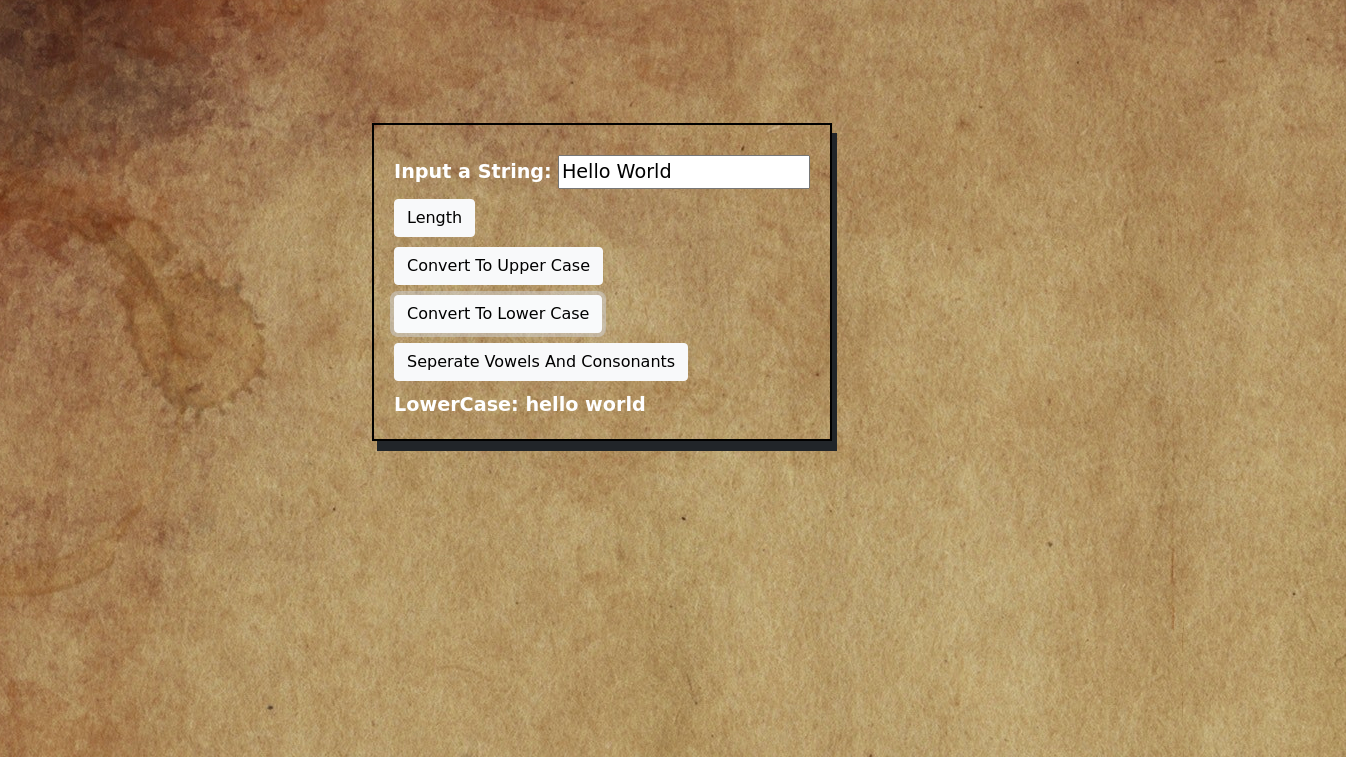 Input a String: Hello World
Length
Convert To Upper Case
Convert To Lower Case
Seperate Vowels And Consonants
LowerCase: hello world